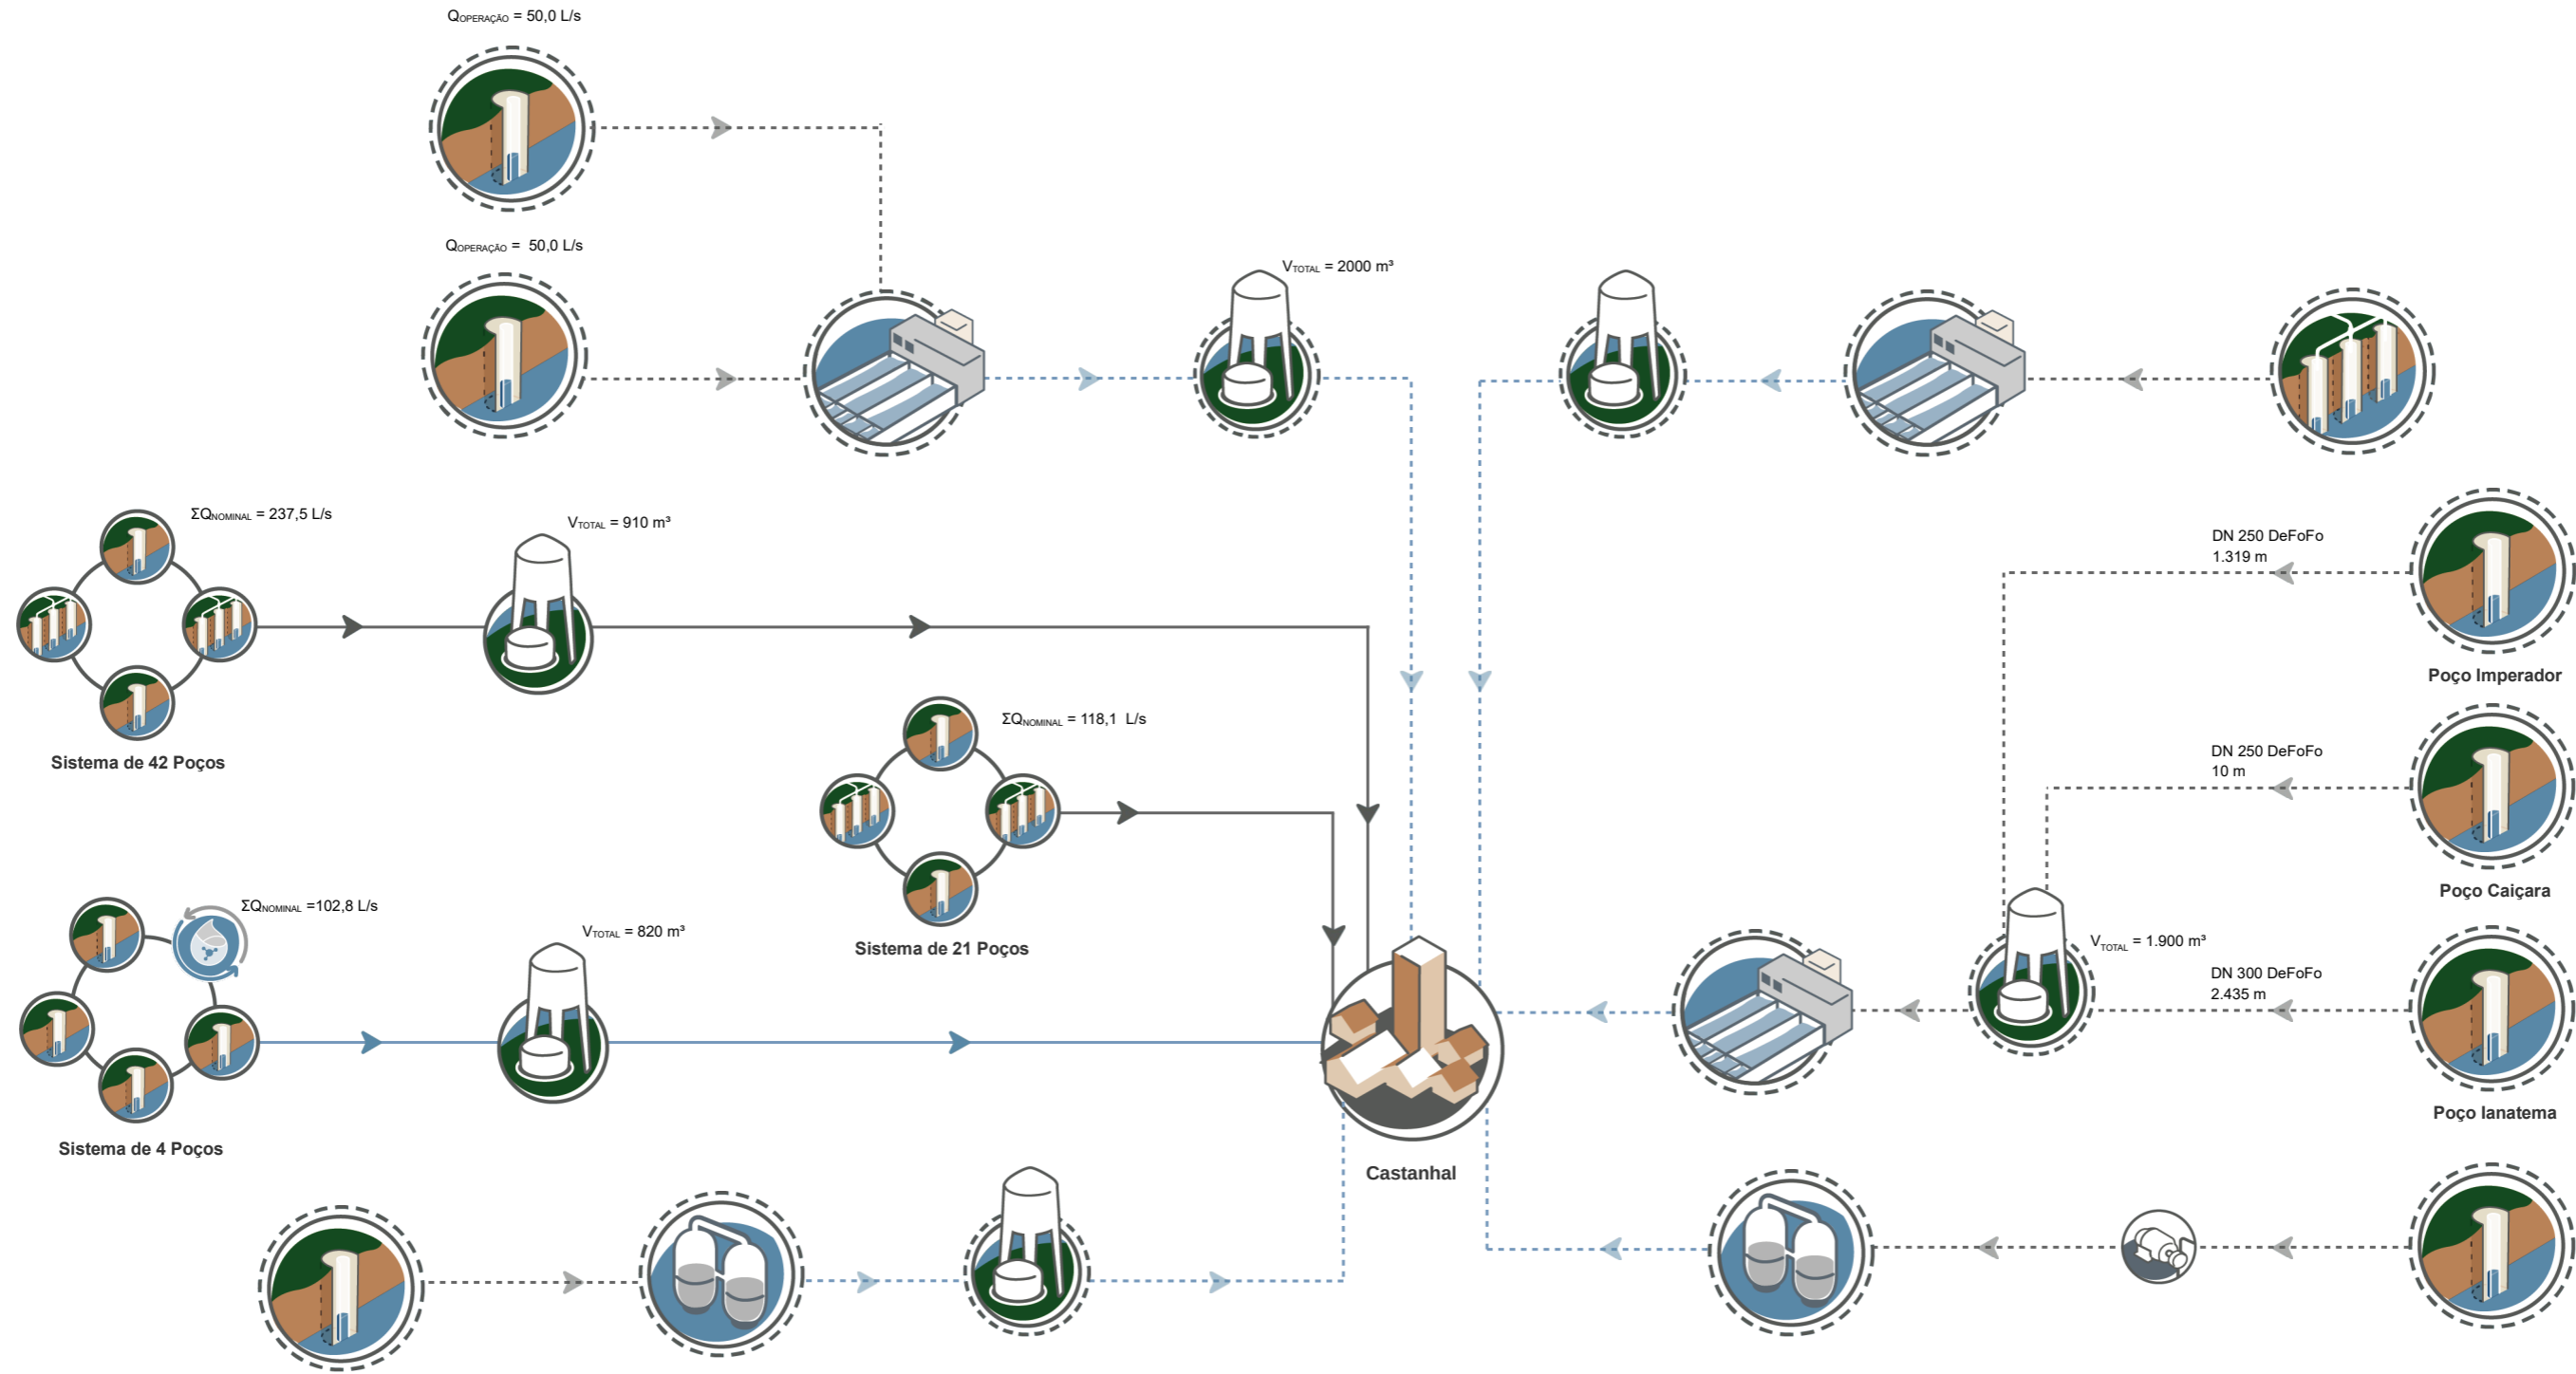 QOPERAÇÃO = 50,0 L/s
QOPERAÇÃO = 50,0 L/s
VTOTAL = 2000 m³
ΣQNOMINAL = 237,5 L/s
VTOTAL = 910 m³
Sistema de 42 Poços
ΣQNOMINAL = 118,1 L/s
Sistema de 21 Poços
ΣQNOMINAL =102,8 L/s
VTOTAL = 820 m³
Sistema de 4 Poços
Castanhal
DN 250 DeFoFo
1.319 m
Poço Imperador
DN 250 DeFoFo
10 m
Poço Caiçara
VTOTAL = 1.900 m³
DN 300 DeFoFo
2.435 m
Poço Ianatema